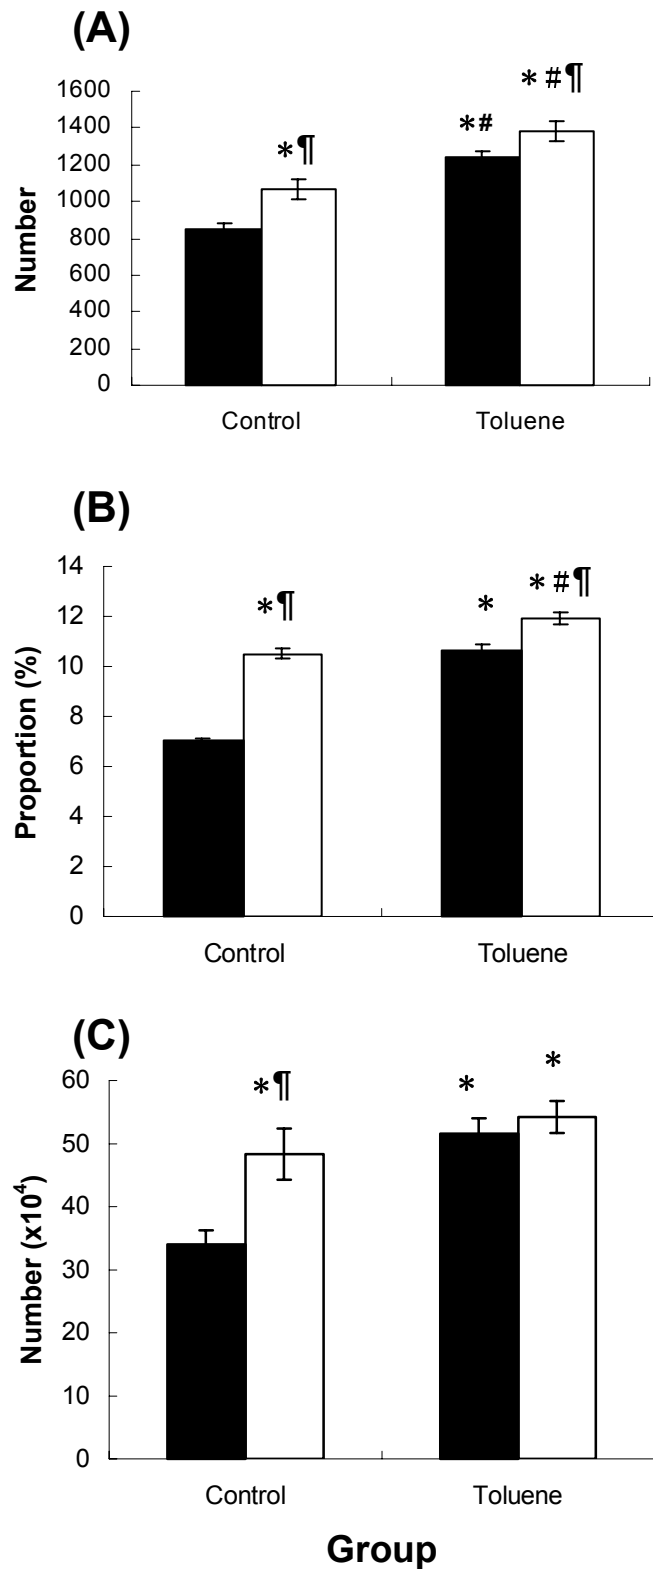 (A)
Number
1600
1400
1200
1000
800
600
400
200
0
*¶
*#
*#¶
Control
Toluene
(B)
Proportion (%)
14
12
10
8
6
4
2
0
*¶
*
*#¶
Control
Toluene
(C)
Number (x10⁴)
60
50
40
30
20
10
0
*¶
*
*
Control
Toluene
Group